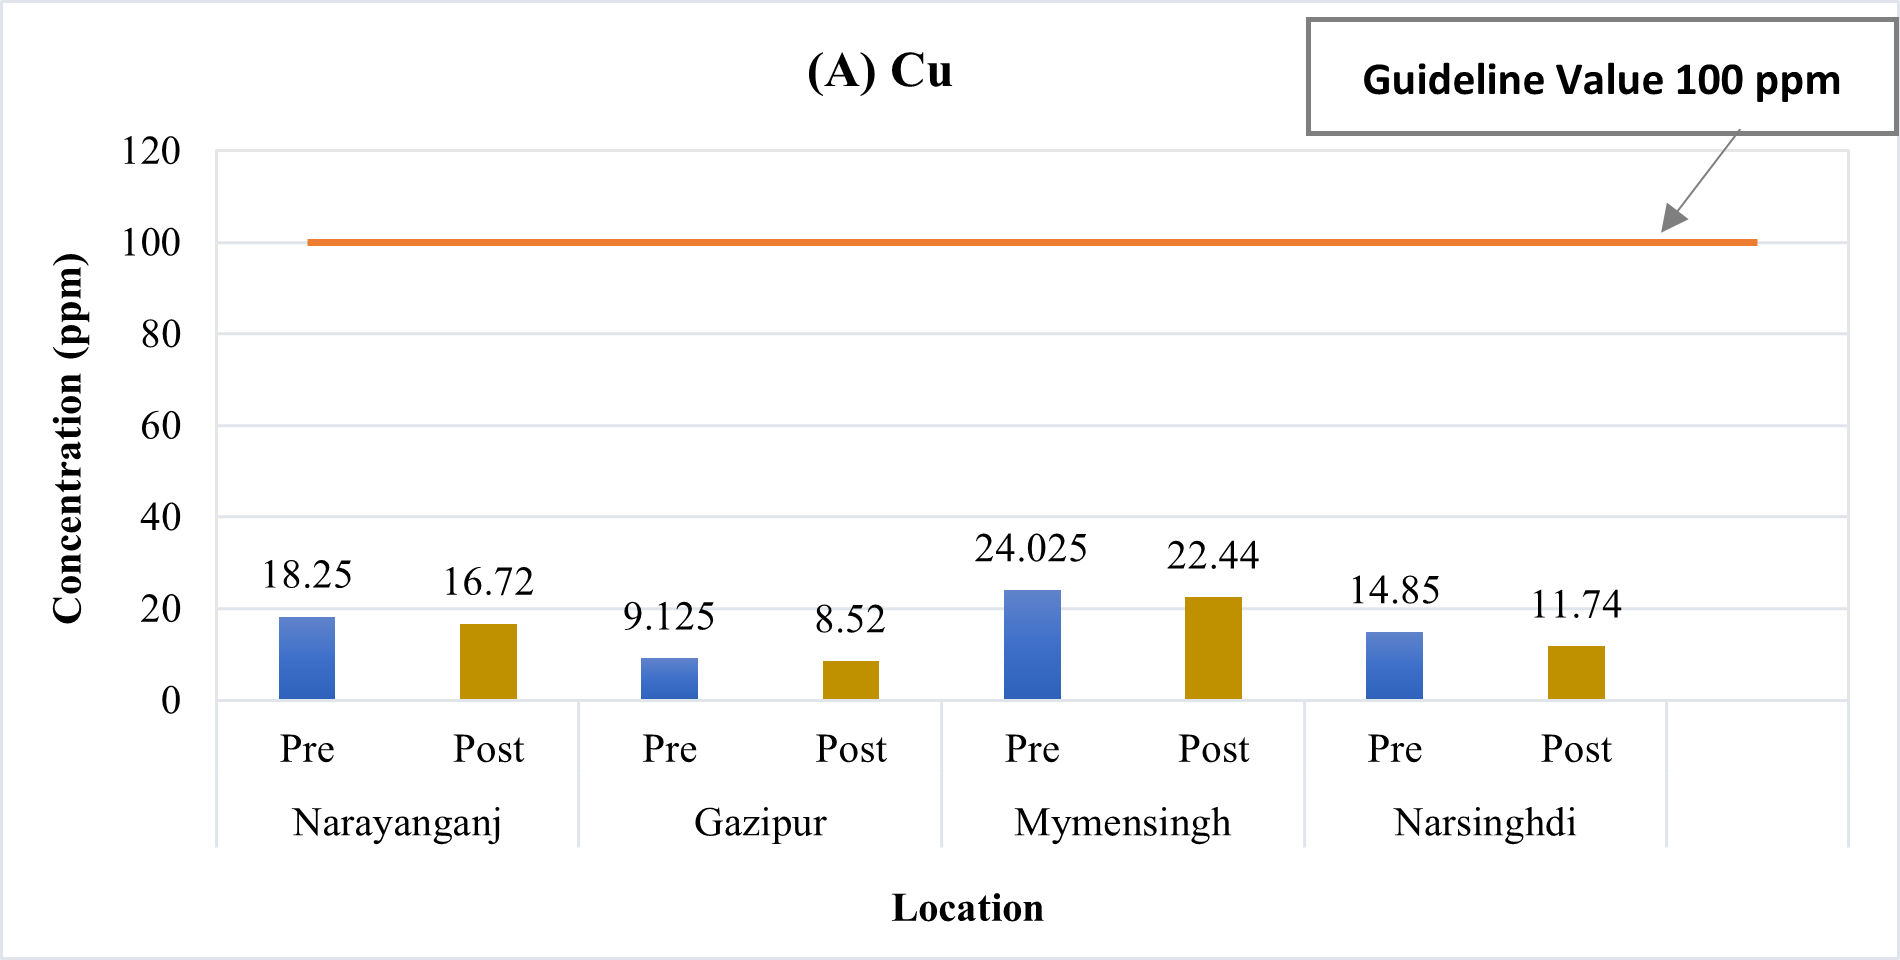 (A) Cu
Guideline Value 100 ppm
120
100
80
60
40
20
0
Concentration (ppm)
18.25
16.72
9.125
8.52
24.025
22.44
14.85
11.74
Pre
Post
Pre
Post
Pre
Post
Pre
Post
Narayanganj
Gazipur
Mymensingh
Narsinghdi
Location